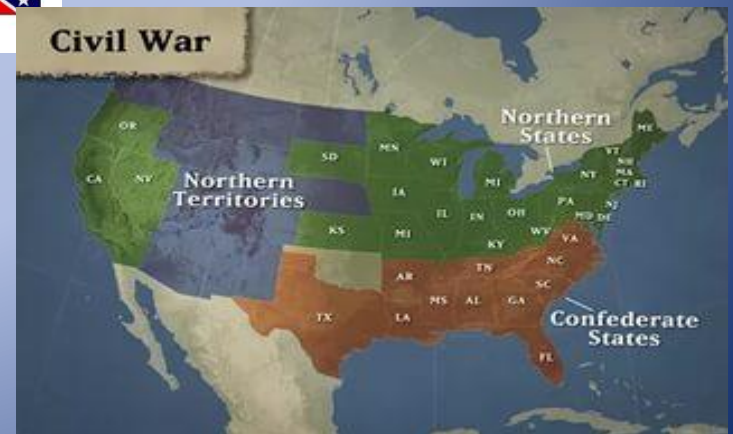 Civil War
Northern
States
Northern
Territories
Confederate
States
OR
CA
NV
SD
MN
WI
MI
IA
IL
IN
OH
PA
NY
VT
NH
MA
CT RI
ME
NJ
MD DE
KS
MI
KY
WV
VA
TN
NC
AR
SC
MS
AL
GA
TX
LA
FL